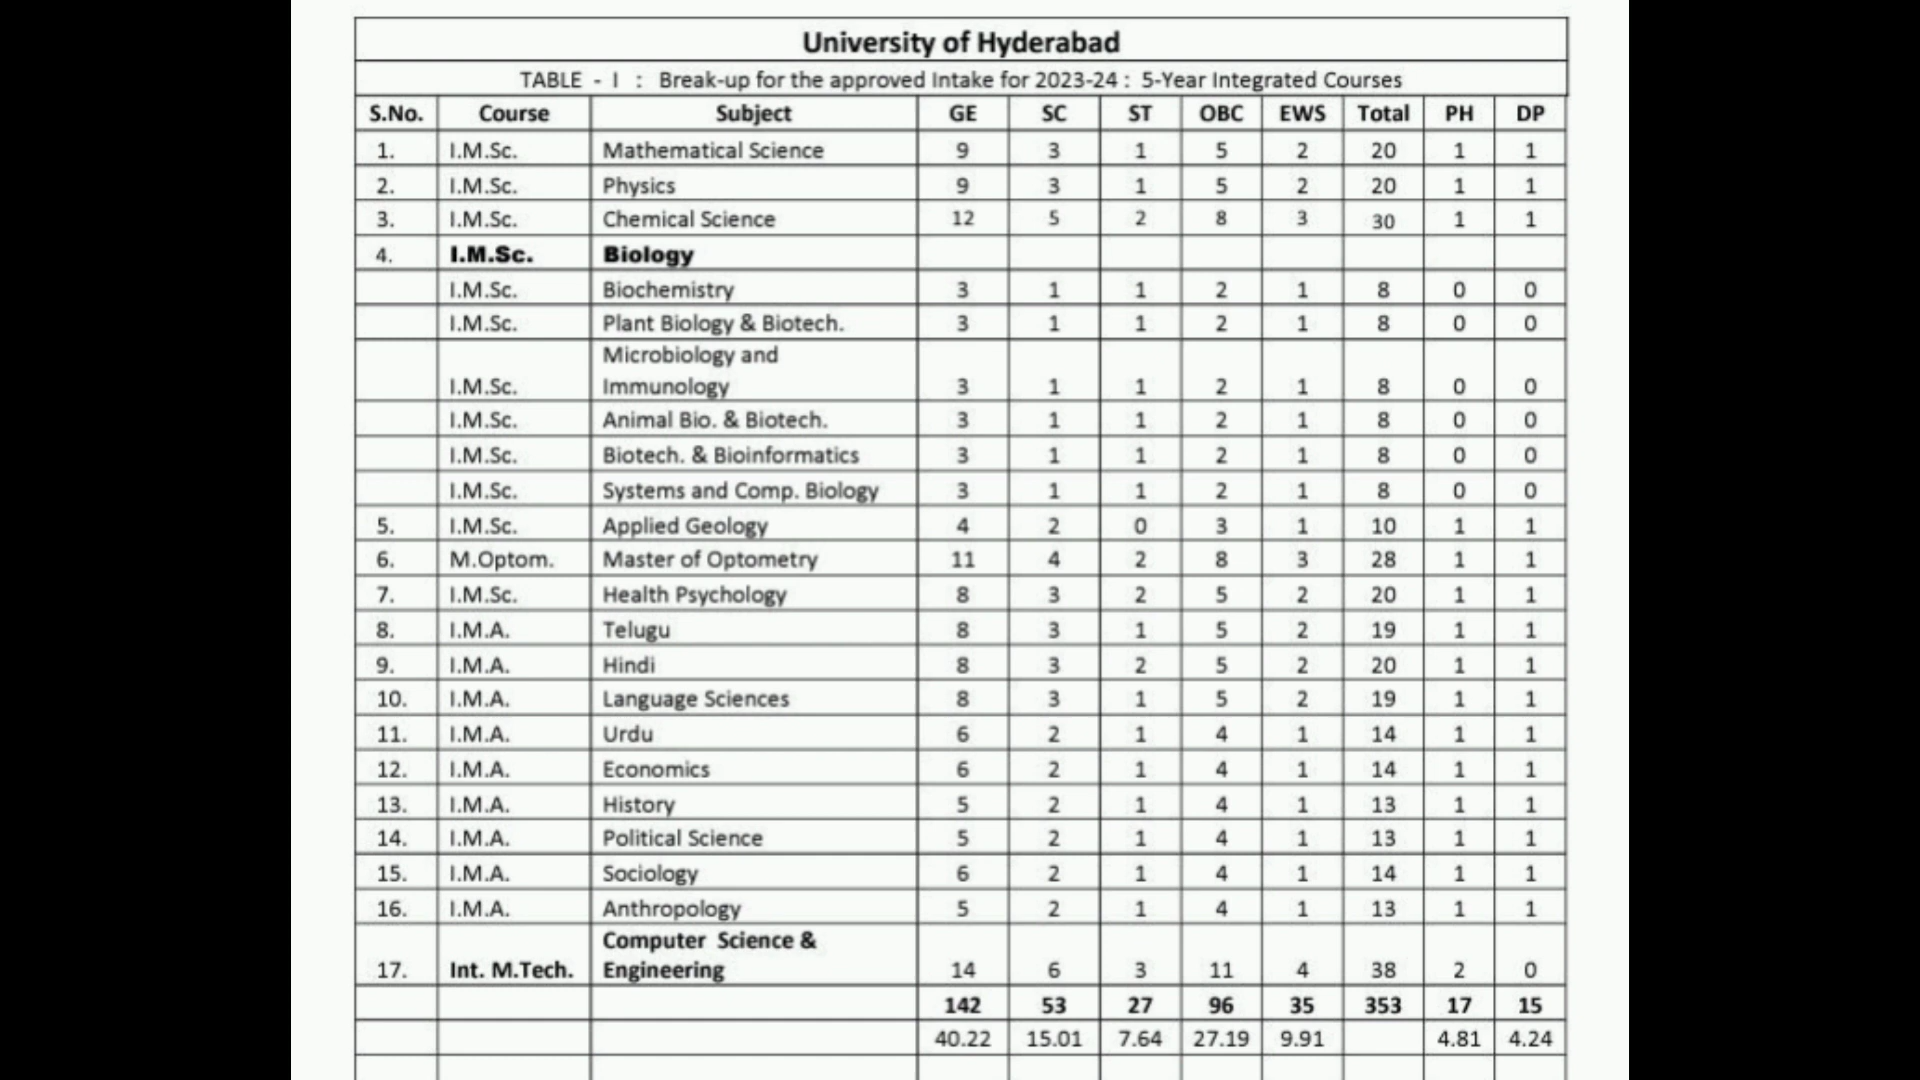 University of Hyderabad
TABLE - I : Break-up for the approved Intake for 2023-24 : 5-Year Integrated Courses
S.No. Course Subject GE SC ST OBC EWS Total PH DP
1. I.M.Sc. Mathematical Science 9 3 1 5 2 20 1 1
2. I.M.Sc. Physics 9 3 1 5 2 20 1 1
3. I.M.Sc. Chemical Science 12 5 2 8 3 30 1 1
4. I.M.Sc. Biology
I.M.Sc. Biochemistry 3 1 1 2 1 8 0 0
I.M.Sc. Plant Biology & Biotech. 3 1 1 2 1 8 0 0
Microbiology and
I.M.Sc. Immunology 3 1 1 2 1 8 0 0
I.M.Sc. Animal Bio. & Biotech. 3 1 1 2 1 8 0 0
I.M.Sc. Biotech. & Bioinformatics 3 1 1 2 1 8 0 0
I.M.Sc. Systems and Comp. Biology 3 1 1 2 1 8 0 0
5. I.M.Sc. Applied Geology 4 2 0 3 1 10 1 1
6. M.Optom. Master of Optometry 11 4 2 8 3 28 1 1
7. I.M.Sc. Health Psychology 8 3 2 5 2 20 1 1
8. I.M.A. Telugu 8 3 1 5 2 19 1 1
9. I.M.A. Hindi 8 3 2 5 2 20 1 1
10. I.M.A. Language Sciences 8 3 1 5 2 19 1 1
11. I.M.A. Urdu 6 2 1 4 1 14 1 1
12. I.M.A. Economics 6 2 1 4 1 14 1 1
13. I.M.A. History 5 2 1 4 1 13 1 1
14. I.M.A. Political Science 5 2 1 4 1 13 1 1
15. I.M.A. Sociology 6 2 1 4 1 14 1 1
16. I.M.A. Anthropology 5 2 1 4 1 13 1 1
Computer Science &
17. Int. M.Tech. Engineering 14 6 3 11 4 38 2 0
142 53 27 96 35 353 17 15
40.22 15.01 7.64 27.19 9.91 4.81 4.24